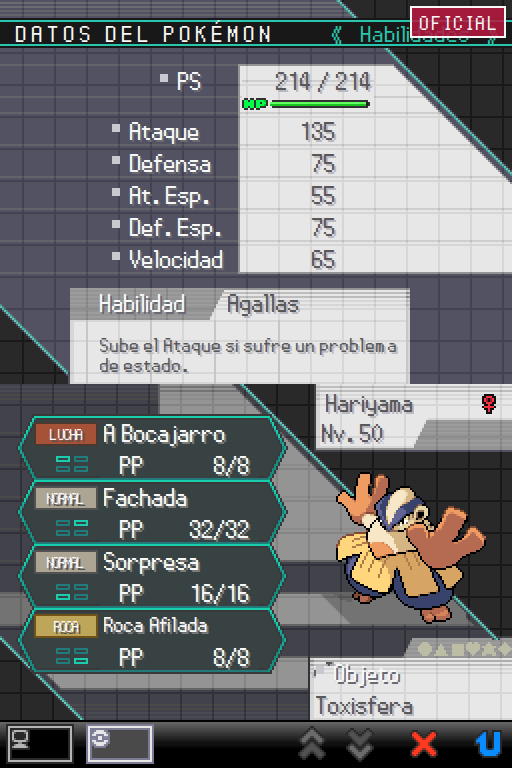 DATOS DEL POKÉMON
OFICIAL
PS 214/214
HP
Ataque 135
Defensa 75
At. Esp. 55
Def. Esp. 75
Velocidad 65
Habilidad Agallas
Sube el Ataque si sufre un problema
de estado.
Hariyama ♀
Nv. 50
LUCHA A Bocajarro
PP 8/8
NORMAL Fachada
PP 32/32
NORMAL Sorpresa
PP 16/16
ROCA Roca Afilada
PP 8/8
Objeto
Toxisfera